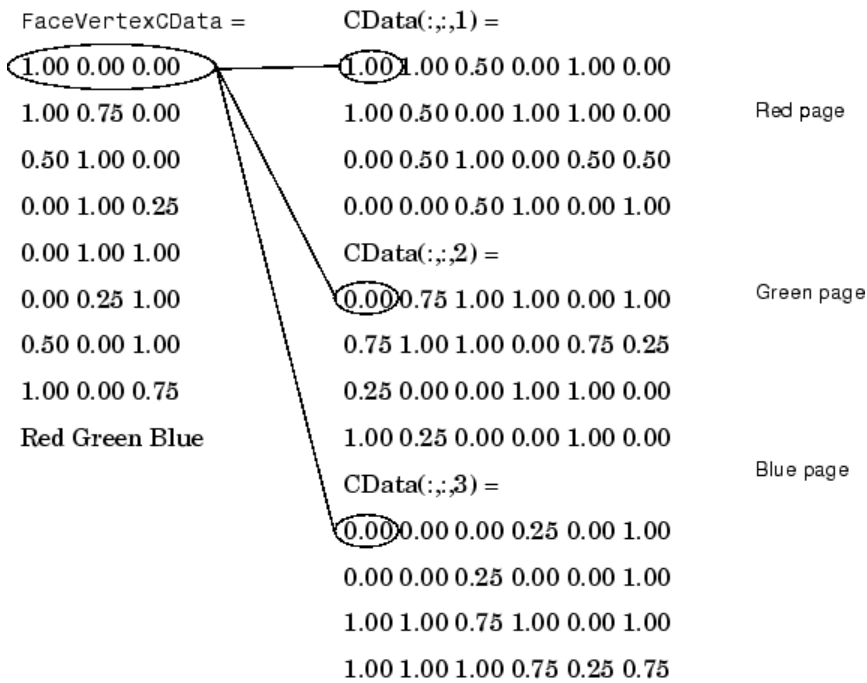 FaceVertexCData =
1.00 0.00 0.00
1.00 0.75 0.00
0.50 1.00 0.00
0.00 1.00 0.25
0.00 1.00 1.00
0.00 0.25 1.00
0.50 0.00 1.00
1.00 0.00 0.75
Red Green Blue
CData(:,:,1) =
1.00 1.00 0.50 0.00 1.00 0.00
1.00 0.50 0.00 1.00 1.00 0.00
0.00 0.50 1.00 0.00 0.50 0.50
0.00 0.00 0.50 1.00 0.00 1.00
Red page
CData(:,:,2) =
0.00 0.75 1.00 1.00 0.00 1.00
0.75 1.00 1.00 0.00 0.75 0.25
0.25 0.00 0.00 1.00 1.00 0.00
1.00 0.25 0.00 0.00 1.00 0.00
Green page
CData(:,:,3) =
0.00 0.00 0.00 0.25 0.00 1.00
0.00 0.00 0.25 0.00 0.00 1.00
1.00 1.00 0.75 1.00 0.00 1.00
1.00 1.00 1.00 0.75 0.25 0.75
Blue page